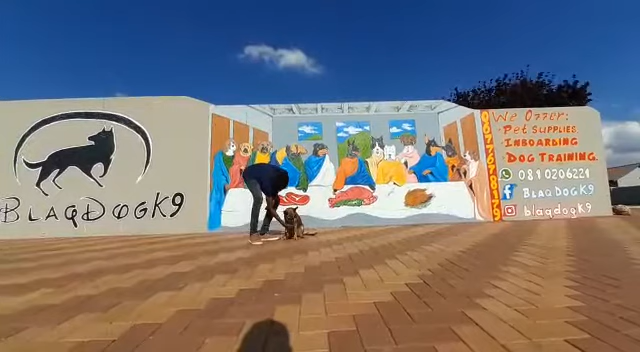 BLAQDOGK9
WE OFFER:
PET SUPPLIES
INBOARDING
DOG TRAINING
0810206221
BLAQDOGK9
blaqdogk9